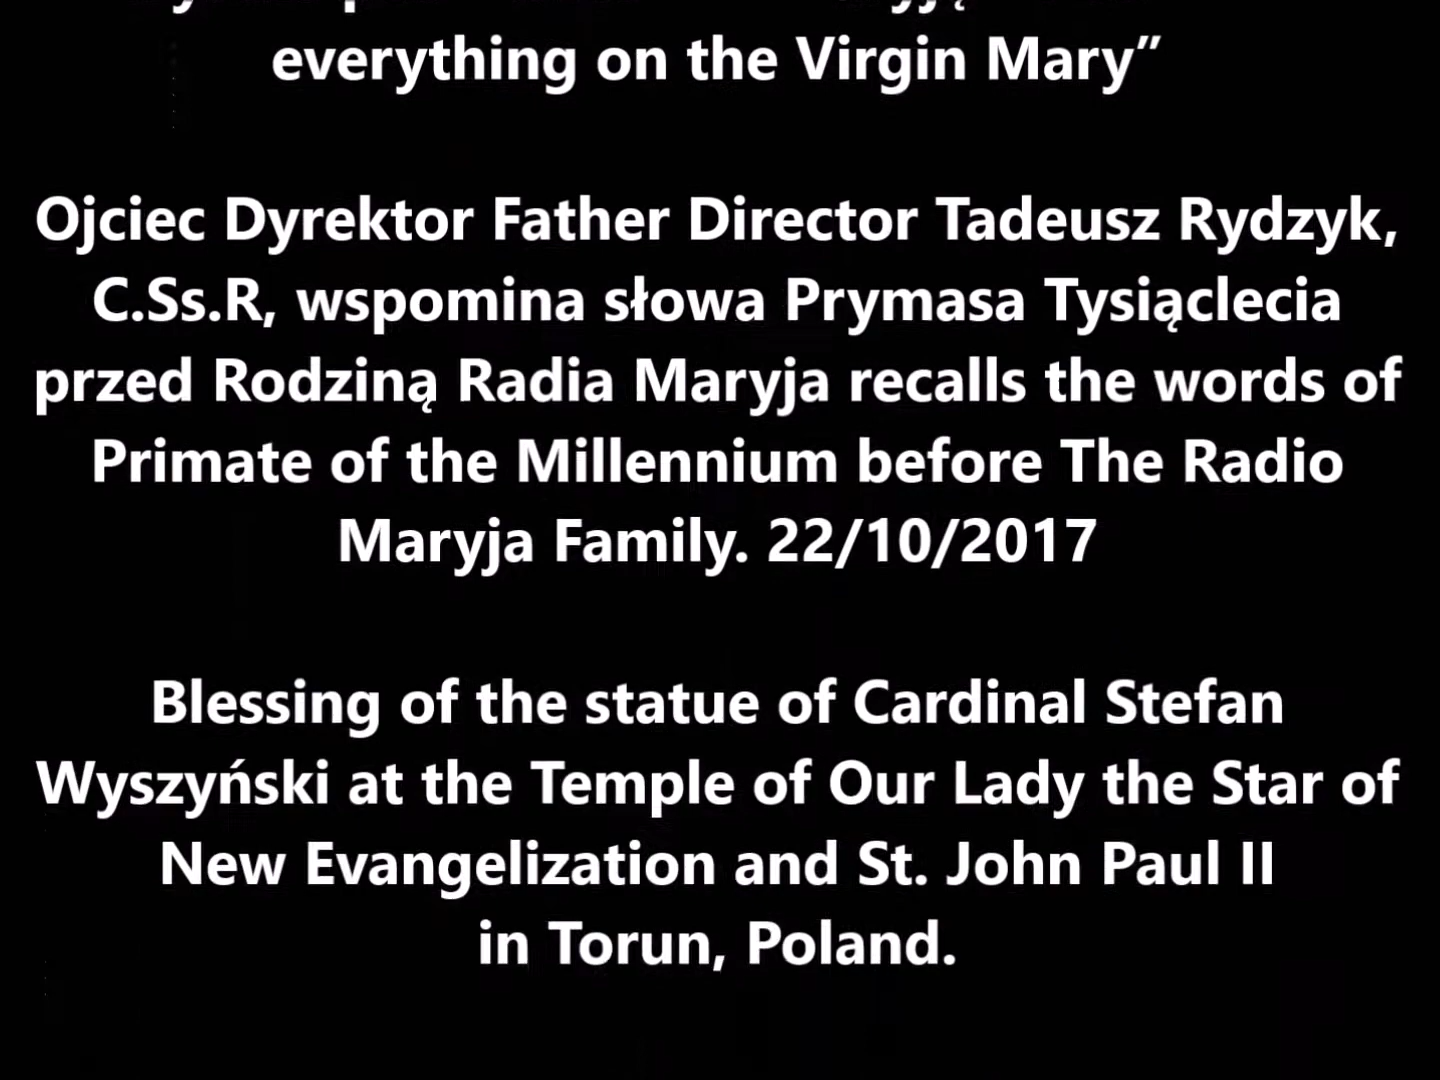 everything on the Virgin Mary”
Ojciec Dyrektor Father Director Tadeusz Rydzyk,
C.Ss.R, wspomina słowa Prymasa Tysiąclecia
przed Rodziną Radia Maryja recalls the words of
Primate of the Millennium before The Radio
Maryja Family. 22/10/2017
Blessing of the statue of Cardinal Stefan
Wyszyński at the Temple of Our Lady the Star of
New Evangelization and St. John Paul II
in Torun, Poland.